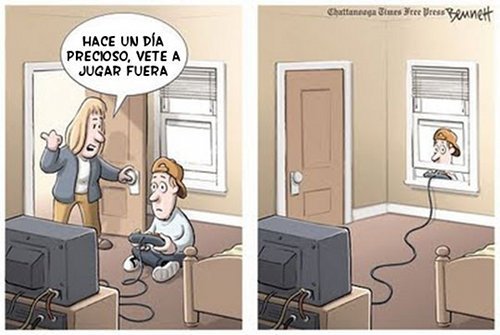 HACE UN DÍA
PRECIOSO, VETE A
JUGAR FUERA
Chattanooga Times Free Press Bennett